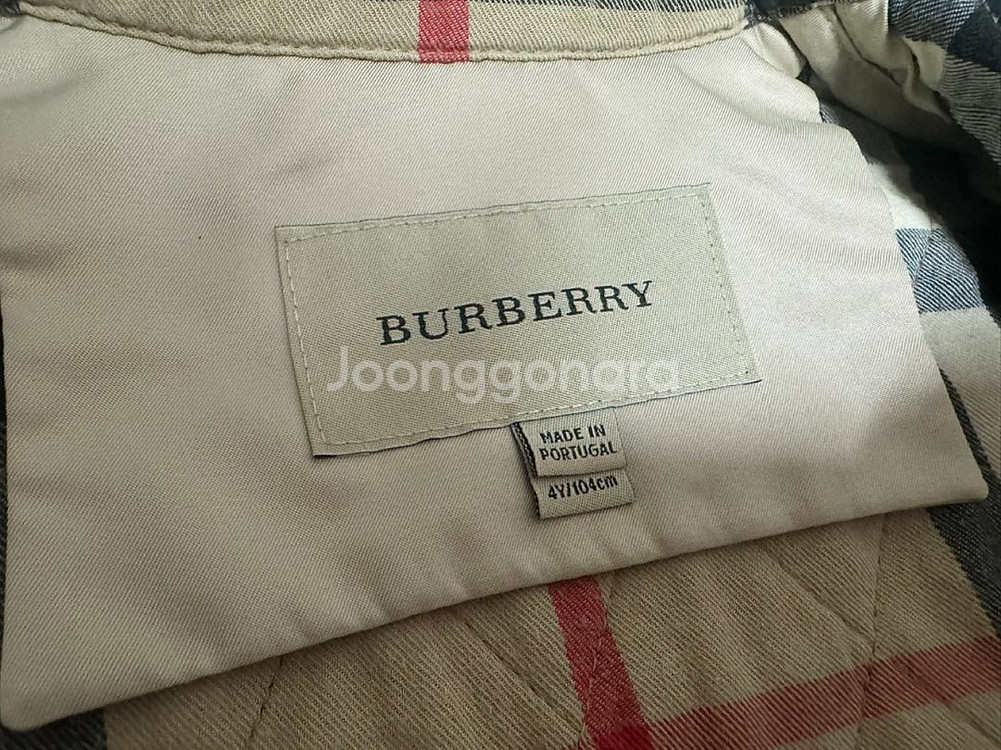 BURBERRY
Joonggonara
MADE IN
PORTUGAL
4Y/104cm